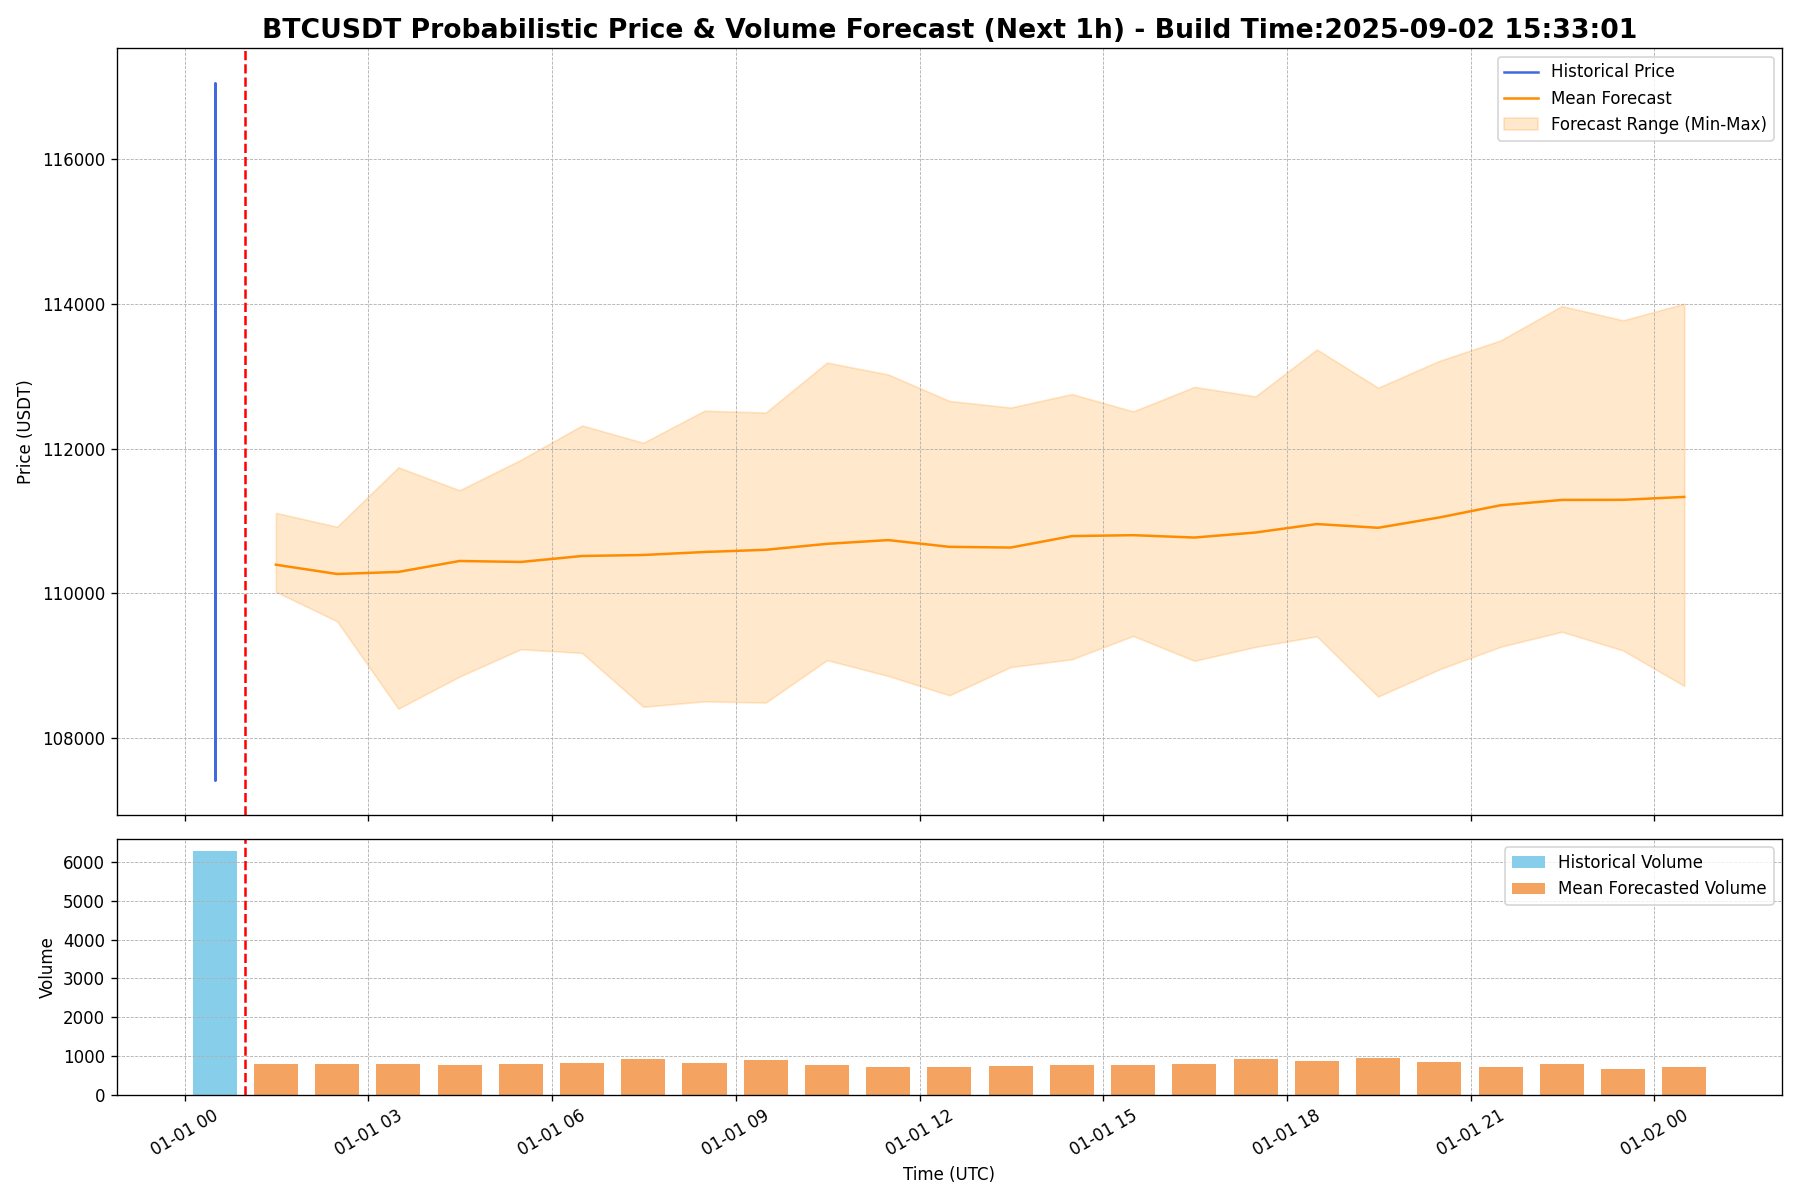 BTCUSDT Probabilistic Price & Volume Forecast (Next 1h) - Build Time:2025-09-02 15:33:01
Historical Price
Mean Forecast
Forecast Range (Min-Max)
Price (USDT)
116000
114000
112000
110000
108000
Historical Volume
Mean Forecasted Volume
Volume
6000
5000
4000
3000
2000
1000
0
01-01 00
01-01 03
01-01 06
01-01 09
01-01 12
01-01 15
01-01 18
01-01 21
01-02 00
Time (UTC)